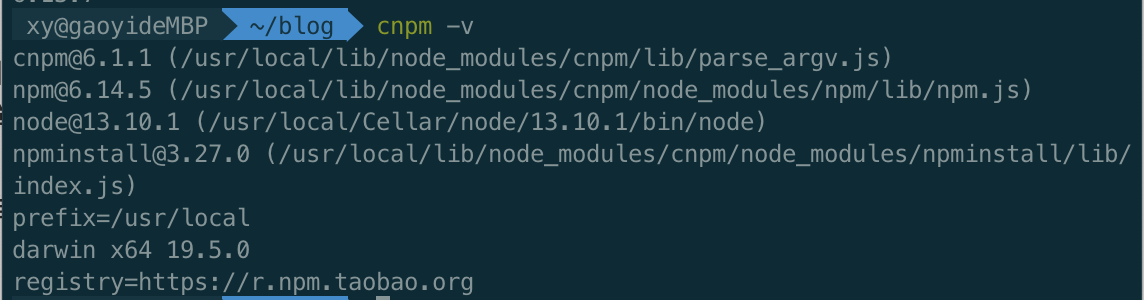 xy@gaoyideMBP ~/blog cnpm -v
cnpm@6.1.1 (/usr/local/lib/node_modules/cnpm/lib/parse_argv.js)
npm@6.14.5 (/usr/local/lib/node_modules/cnpm/node_modules/npm/lib/npm.js)
node@13.10.1 (/usr/local/Cellar/node/13.10.1/bin/node)
npminstall@3.27.0 (/usr/local/lib/node_modules/cnpm/node_modules/npminstall/lib/
index.js)
prefix=/usr/local
darwin x64 19.5.0
registry=https://r.npm.taobao.org